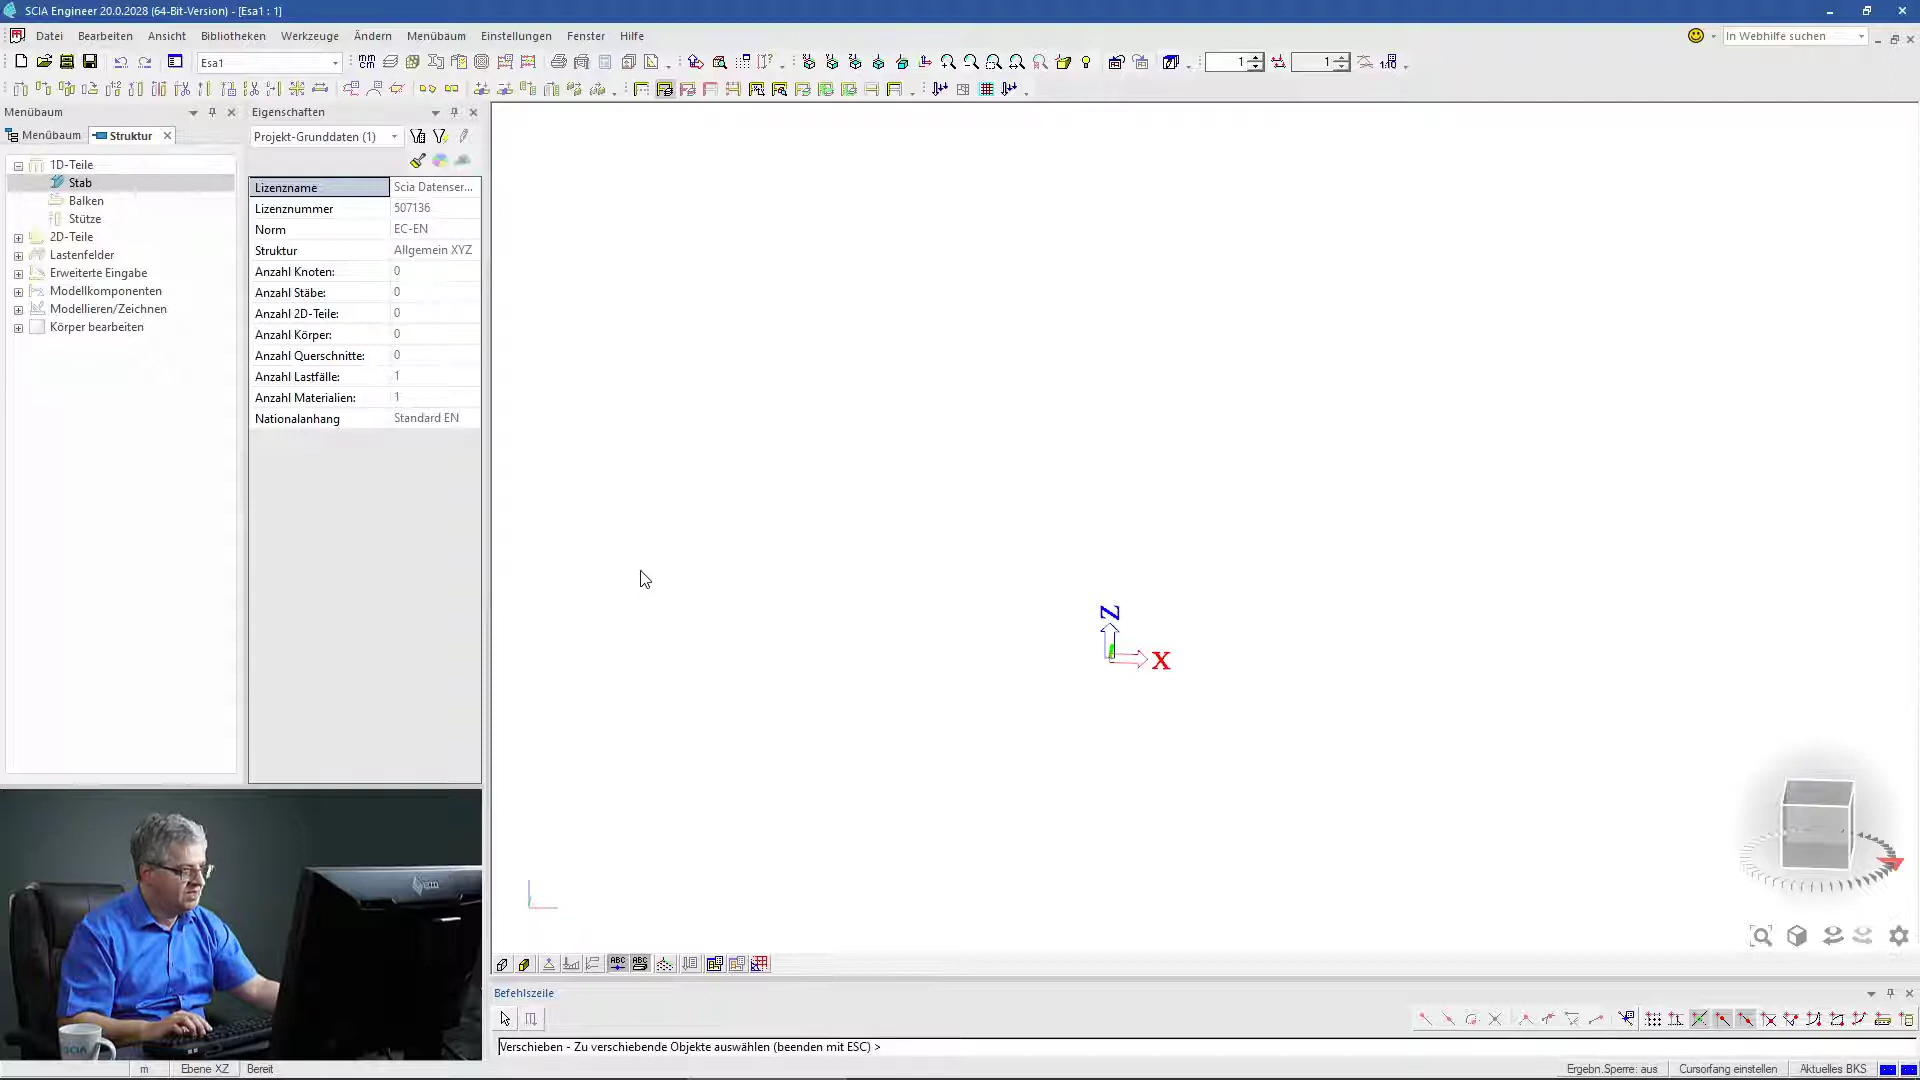 SCIA Engineer 20.0.2028 (64-Bit-Version) - [Esa1 : 1]
Datei Bearbeiten Ansicht Bibliotheken Werkzeuge Ändern Menübaum Einstellungen Fenster Hilfe In Webhilfe suchen
Esa1 1 1
Menübaum
Menübaum Struktur
1D-Teile
Stab
Balken
Stütze
2D-Teile
Lastenfelder
Erweiterte Eingabe
Modellkomponenten
Modellieren/Zeichnen
Körper bearbeiten
Eigenschaften
Projekt-Grunddaten (1)
Lizenzname Scia Datenser...
Lizenznummer 507136
Norm EC-EN
Struktur Allgemein XYZ
Anzahl Knoten: 0
Anzahl Stäbe: 0
Anzahl 2D-Teile: 0
Anzahl Körper: 0
Anzahl Querschnitte: 0
Anzahl Lastfälle: 1
Anzahl Materialien: 1
Nationalanhang Standard EN
Z
X
ABC ABC
Befehlszeile
Verschieben - Zu verschiebende Objekte auswählen (beenden mit ESC) >
SCIA
m Ebene XZ Bereit Ergebn.Sperre: aus Cursorfang einstellen Aktuelles BKS